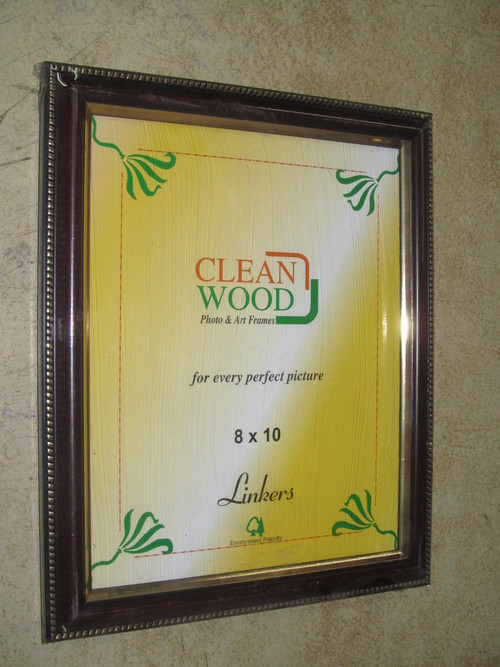 CLEAN
WOOD
Photo & Art Frames
for every perfect picture
8 x 10
Linkers
Environment Friendly